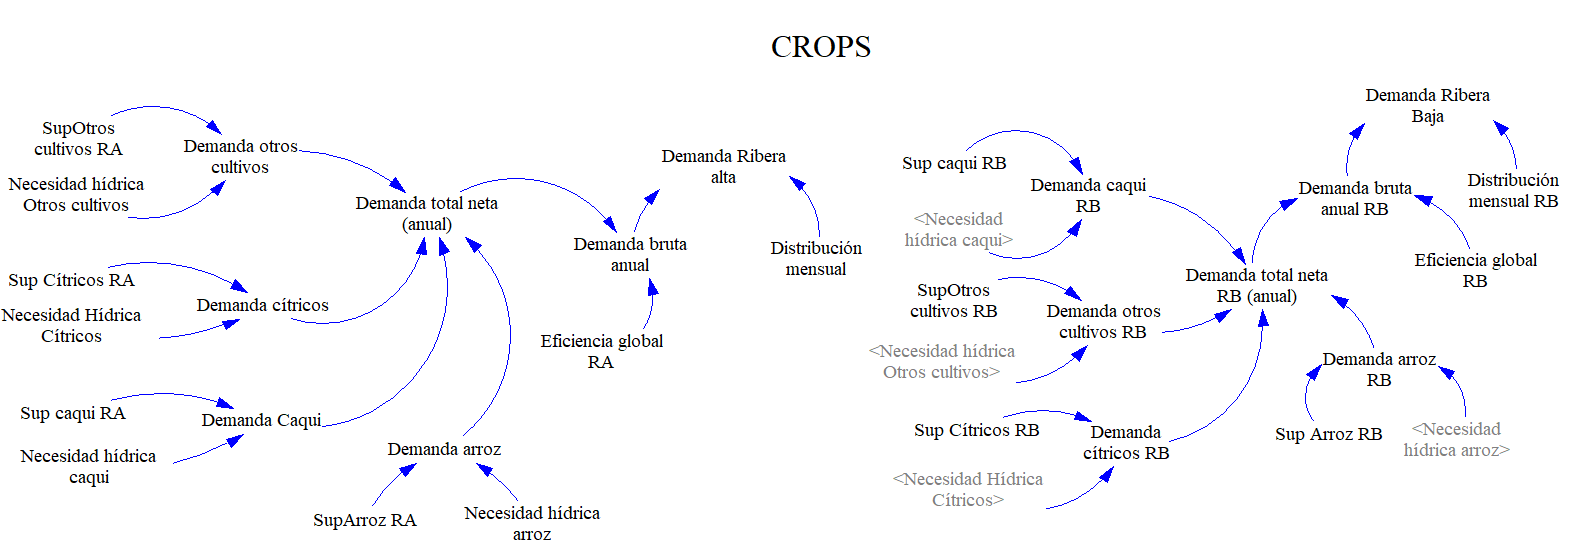 CROPS
SupOtros
cultivos RA
Necesidad hídrica
Otros cultivos
Demanda otros
cultivos
Sup Cítricos RA
Necesidad Hídrica
Cítricos
Demanda cítricos
Sup caqui RA
Necesidad hídrica
caqui
Demanda Caqui
SupArroz RA
Necesidad hídrica
arroz
Demanda arroz
Demanda total neta
(anual)
Demanda bruta
anual
Eficiencia global
RA
Demanda Ribera
alta
Distribución
mensual
Sup caqui RB
<Necesidad
hídrica caqui>
Demanda caqui
RB
SupOtros
cultivos RB
<Necesidad hídrica
Otros cultivos>
Demanda otros
cultivos RB
Sup Cítricos RB
<Necesidad Hídrica
Cítricos>
Demanda
cítricos RB
Demanda total neta
RB (anual)
Demanda arroz
RB
Sup Arroz RB
<Necesidad
hídrica arroz>
Demanda bruta
anual RB
Eficiencia global
RB
Demanda Ribera
Baja
Distribución
mensual RB